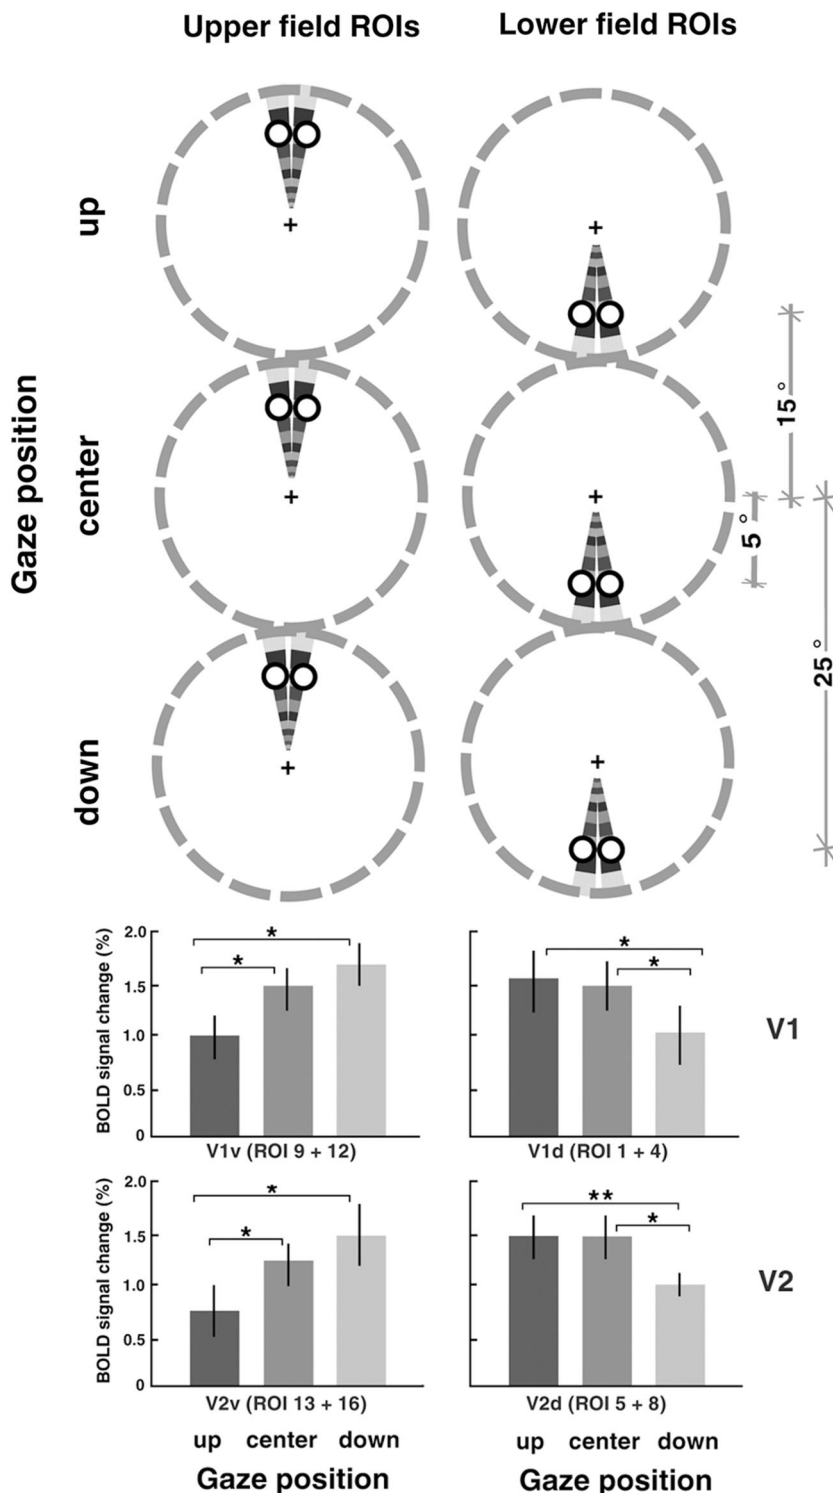 Upper field ROIs
Lower field ROIs
Gaze position
up
center
down
15°
5°
25°
BOLD signal change (%)
2.0
1.5
1.0
0.5
0
*
*
V1v (ROI 9 + 12)
*
*
V1d (ROI 1 + 4)
V1
BOLD signal change (%)
2.0
1.5
1.0
0.5
0
*
*
V2v (ROI 13 + 16)
**
*
V2d (ROI 5 + 8)
V2
up center down
up center down
Gaze position
Gaze position